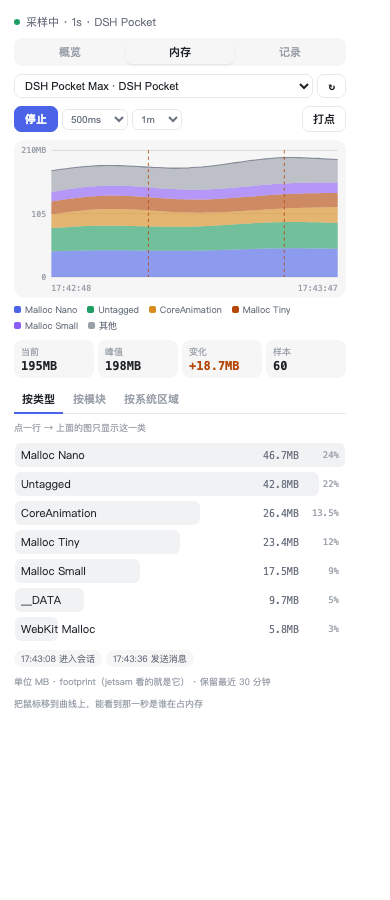 采样中 · 1s · DSH Pocket
概览 内存 记录
DSH Pocket Max · DSH Pocket ↻
停止 500ms 1m 打点
210MB
105
0
17:42:48 17:43:47
Malloc Nano Untagged CoreAnimation Malloc Tiny
Malloc Small 其他
当前 峰值 变化 样本
195MB 198MB +18.7MB 60
按类型 按模块 按系统区域
点一行 → 上面的图只显示这一类
Malloc Nano 46.7MB 24%
Untagged 42.8MB 22%
CoreAnimation 26.4MB 13.5%
Malloc Tiny 23.4MB 12%
Malloc Small 17.5MB 9%
__DATA 9.7MB 5%
WebKit Malloc 5.8MB 3%
17:43:08 进入会话 17:43:36 发送消息
单位 MB · footprint（jetsam 看的就是它） · 保留最近 30 分钟
把鼠标移到曲线上，能看到那一秒是谁在占内存